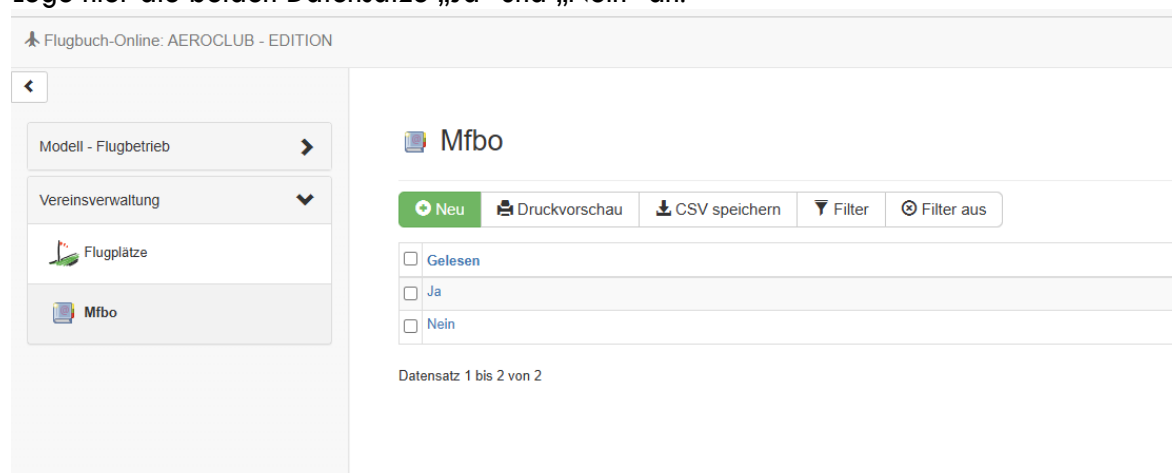 Lege hier die beiden Datensätze „Ja“ und „Nein“ an.
Flugbuch-Online: AEROCLUB - EDITION
Modell - Flugbetrieb
Vereinsverwaltung
Flugplätze
Mfbo
Mfbo
Neu
Druckvorschau
CSV speichern
Filter
Filter aus
Gelesen
Ja
Nein
Datensatz 1 bis 2 von 2